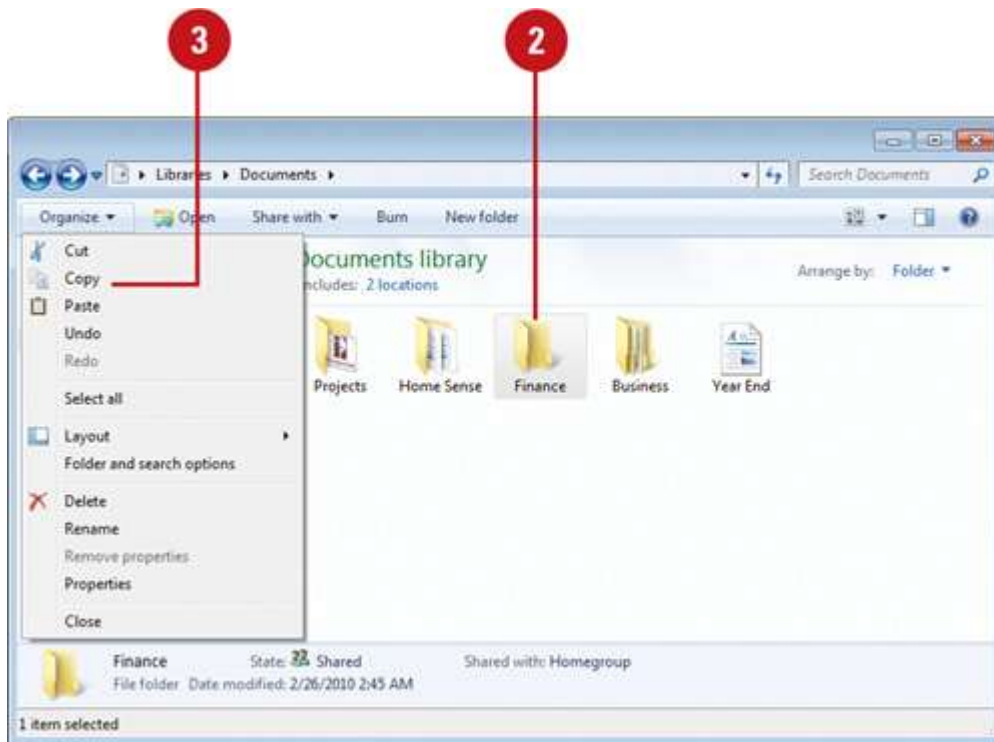 3 2
Libraries Documents
Search Documents
Organize Open Share with Burn New folder
Cut
Copy
Paste
Undo
Redo
Select all
Layout
Folder and search options
Delete
Rename
Remove properties
Properties
Close
Documents library
Includes: 2 locations
Arrange by: Folder
Projects Home Sense Finance Business Year End
Finance State: Shared Shared with: Homegroup
File folder Date modified: 2/26/2010 2:45 AM
1 item selected